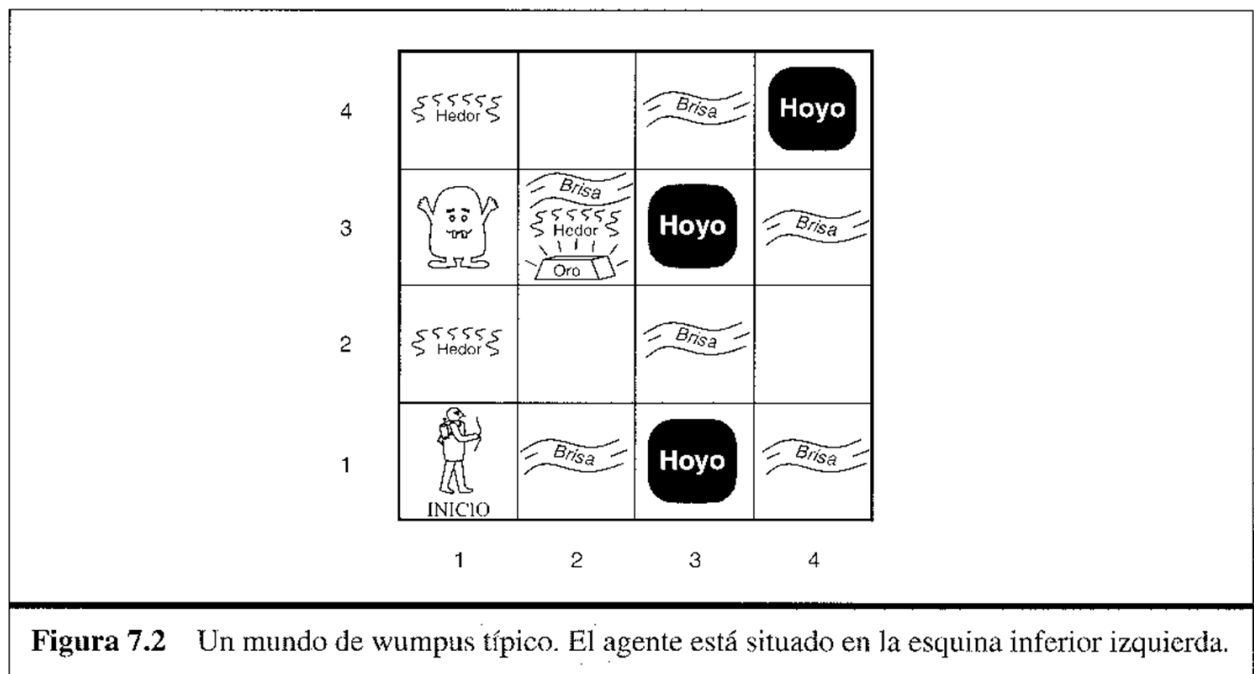 4 Hedor Brisa Hoyo
Brisa
3 Hedor Hoyo Brisa
Oro
2 Hedor Brisa
1 Brisa Hoyo Brisa
INICIO
1 2 3 4
Figura 7.2 Un mundo de wumpus típico. El agente está situado en la esquina inferior izquierda.